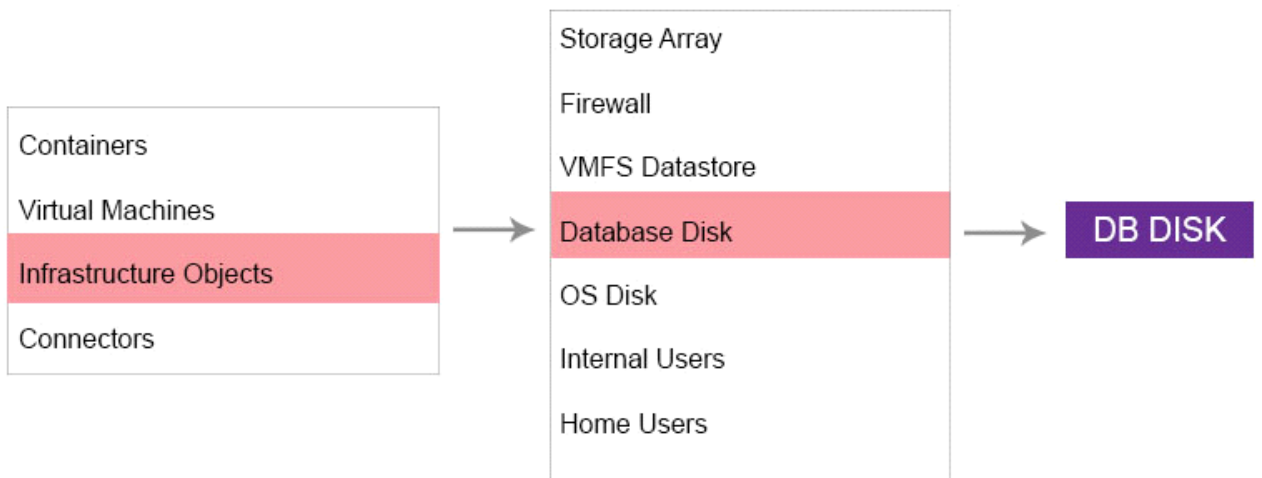 Containers
Virtual Machines
Infrastructure Objects
Connectors
Storage Array
Firewall
VMFS Datastore
Database Disk
OS Disk
Internal Users
Home Users
DB DISK